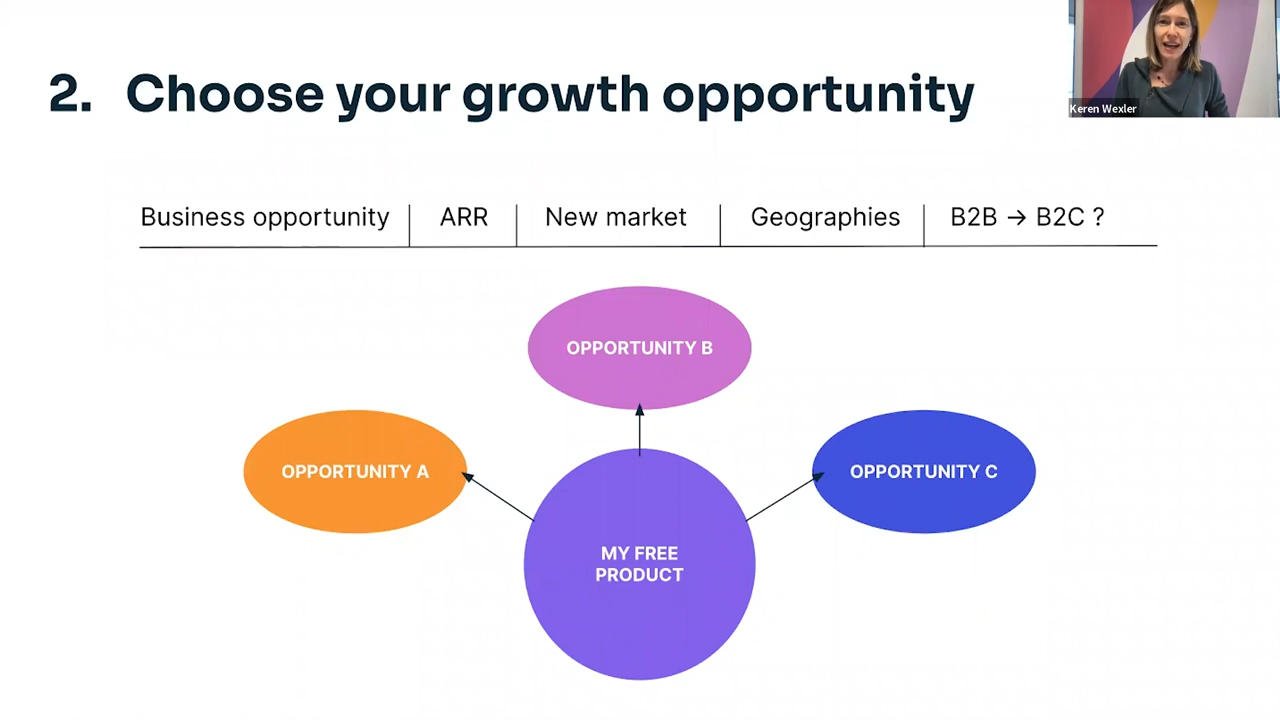 2. Choose your growth opportunity
Keren Wexler
Business opportunity
ARR
New market
Geographies
B2B → B2C ?
OPPORTUNITY B
OPPORTUNITY A
OPPORTUNITY C
MY FREE
PRODUCT